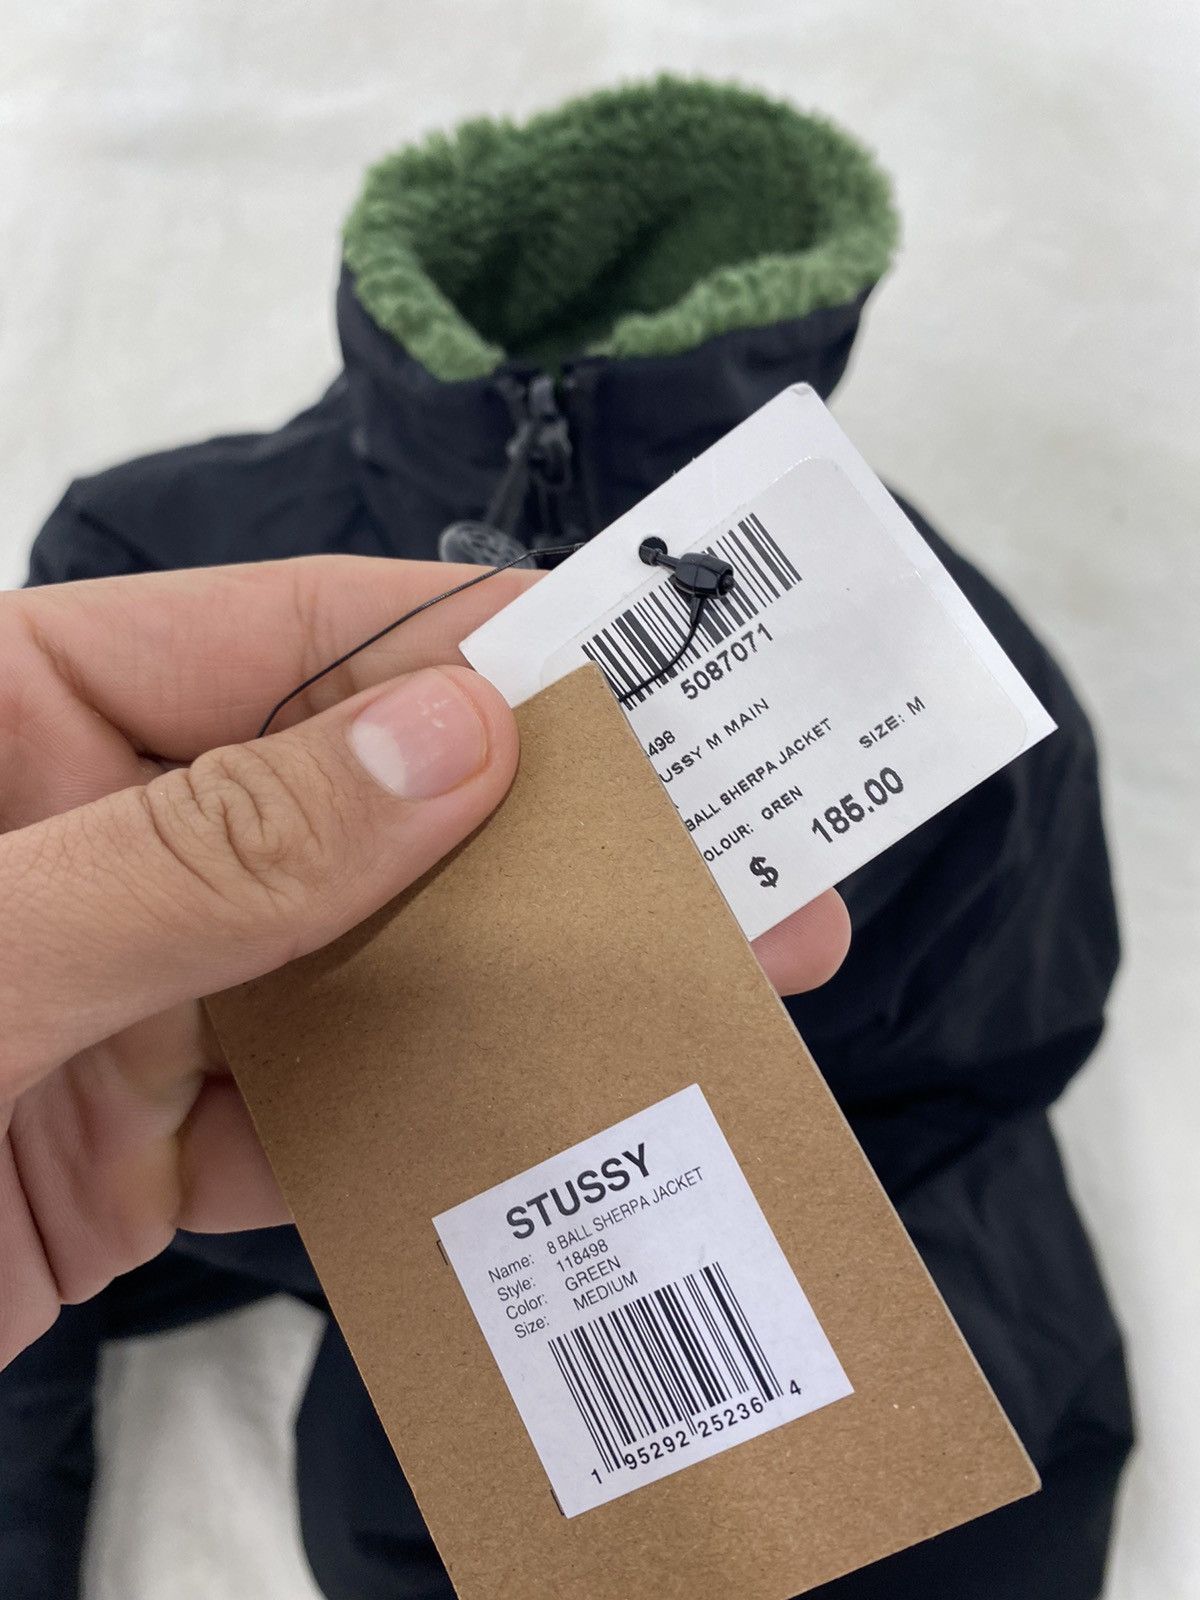 5087071
498
USSY M MAIN
BALL SHERPA JACKET
OLOUR: GREN SIZE: M
$ 185.00
STUSSY
Name: 8 BALL SHERPA JACKET
Style: 118498
Color: GREEN
Size: MEDIUM
1 95292 25236 4